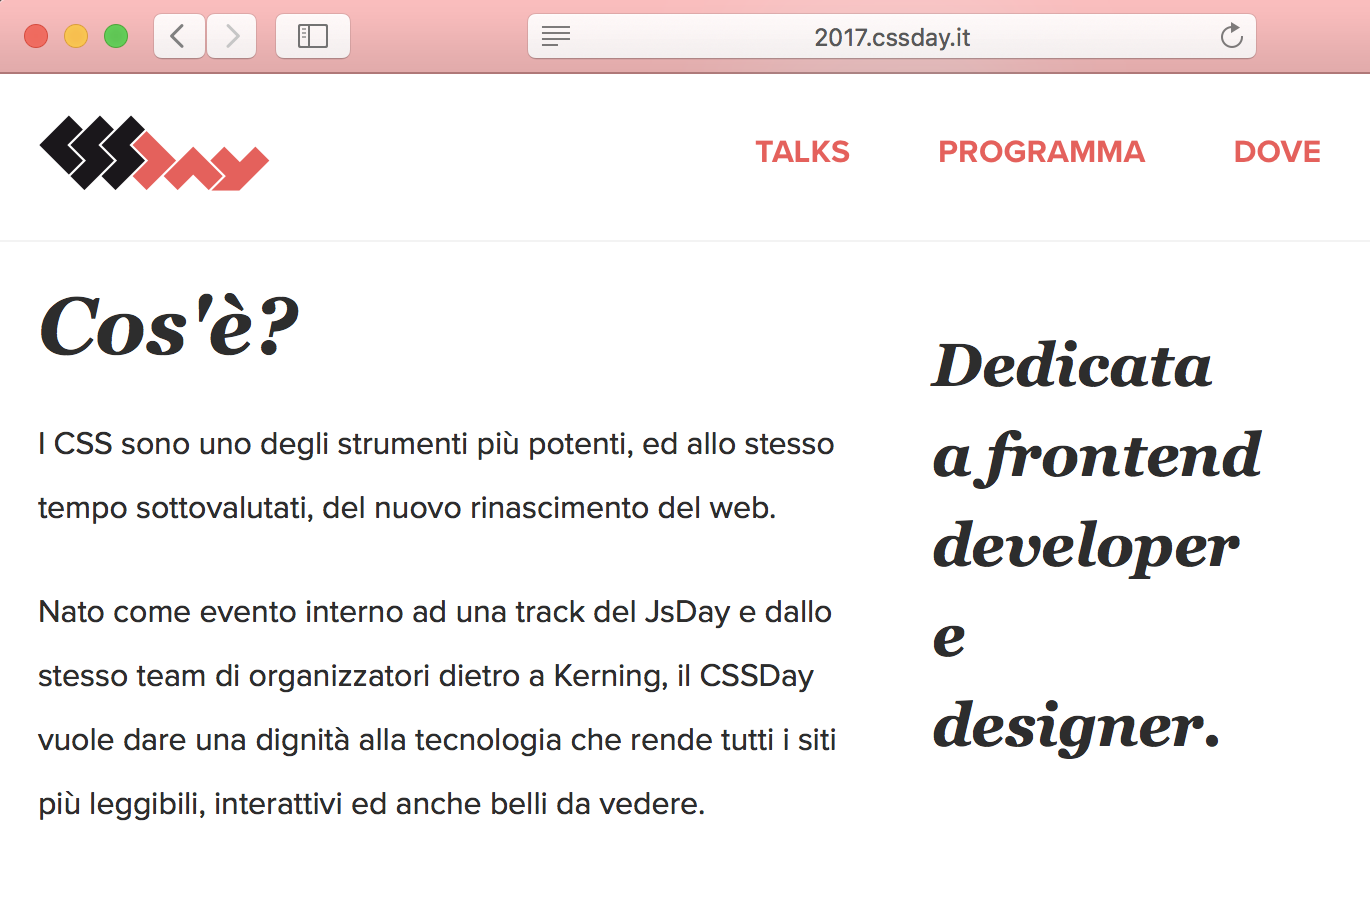 2017.cssday.it
CSSDay
TALKS PROGRAMMA DOVE
Cos'è?
I CSS sono uno degli strumenti più potenti, ed allo stesso
tempo sottovalutati, del nuovo rinascimento del web.
Nato come evento interno ad una track del JsDay e dallo
stesso team di organizzatori dietro a Kerning, il CSSDay
vuole dare una dignità alla tecnologia che rende tutti i siti
più leggibili, interattivi ed anche belli da vedere.
Dedicata
a frontend
developer
e
designer.